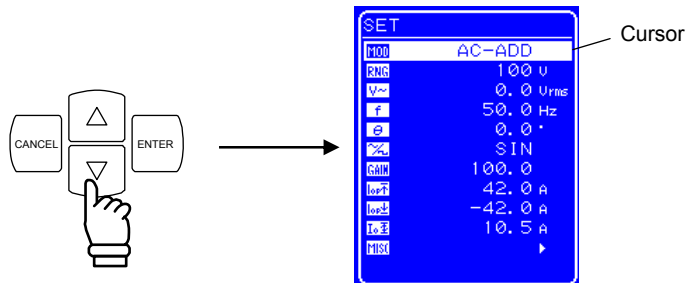 CANCEL
ENTER
SET
MOD AC-ADD
RNG 100 V
V~ 0.0 Vrms
f 50.0 Hz
θ 0.0 °
SIN
GAIN 100.0
42.0 A
-42.0 A
10.5 A
MISC
Cursor